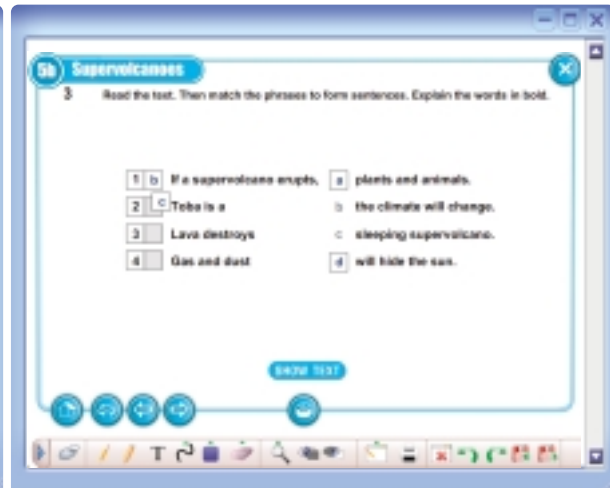 5b Supervolcanoes
3 Read the text. Then match the phrases to form sentences. Explain the words in bold.
1 b If a supervolcano erupts, a plants and animals.
2 c Toba is a b the climate will change.
3 Lava destroys c sleeping supervolcano.
4 Gas and dust d will hide the sun.
SHOW TEXT
T